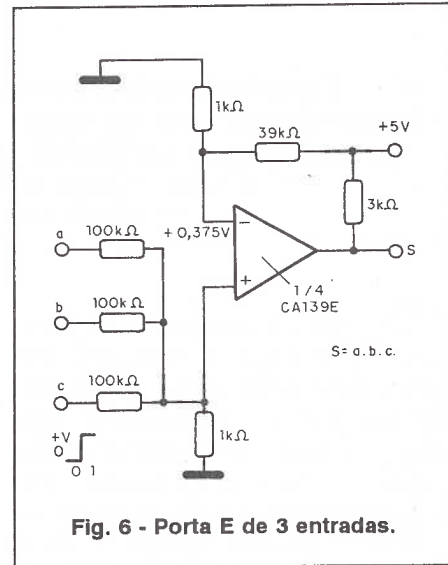 1kΩ
39kΩ
+5V
3kΩ
a
100kΩ
+0,375V
−
S
b
100kΩ
+
1/4
CA139E
S= a.b.c.
c
100kΩ
+V
0
0 1
1kΩ
Fig. 6 - Porta E de 3 entradas.